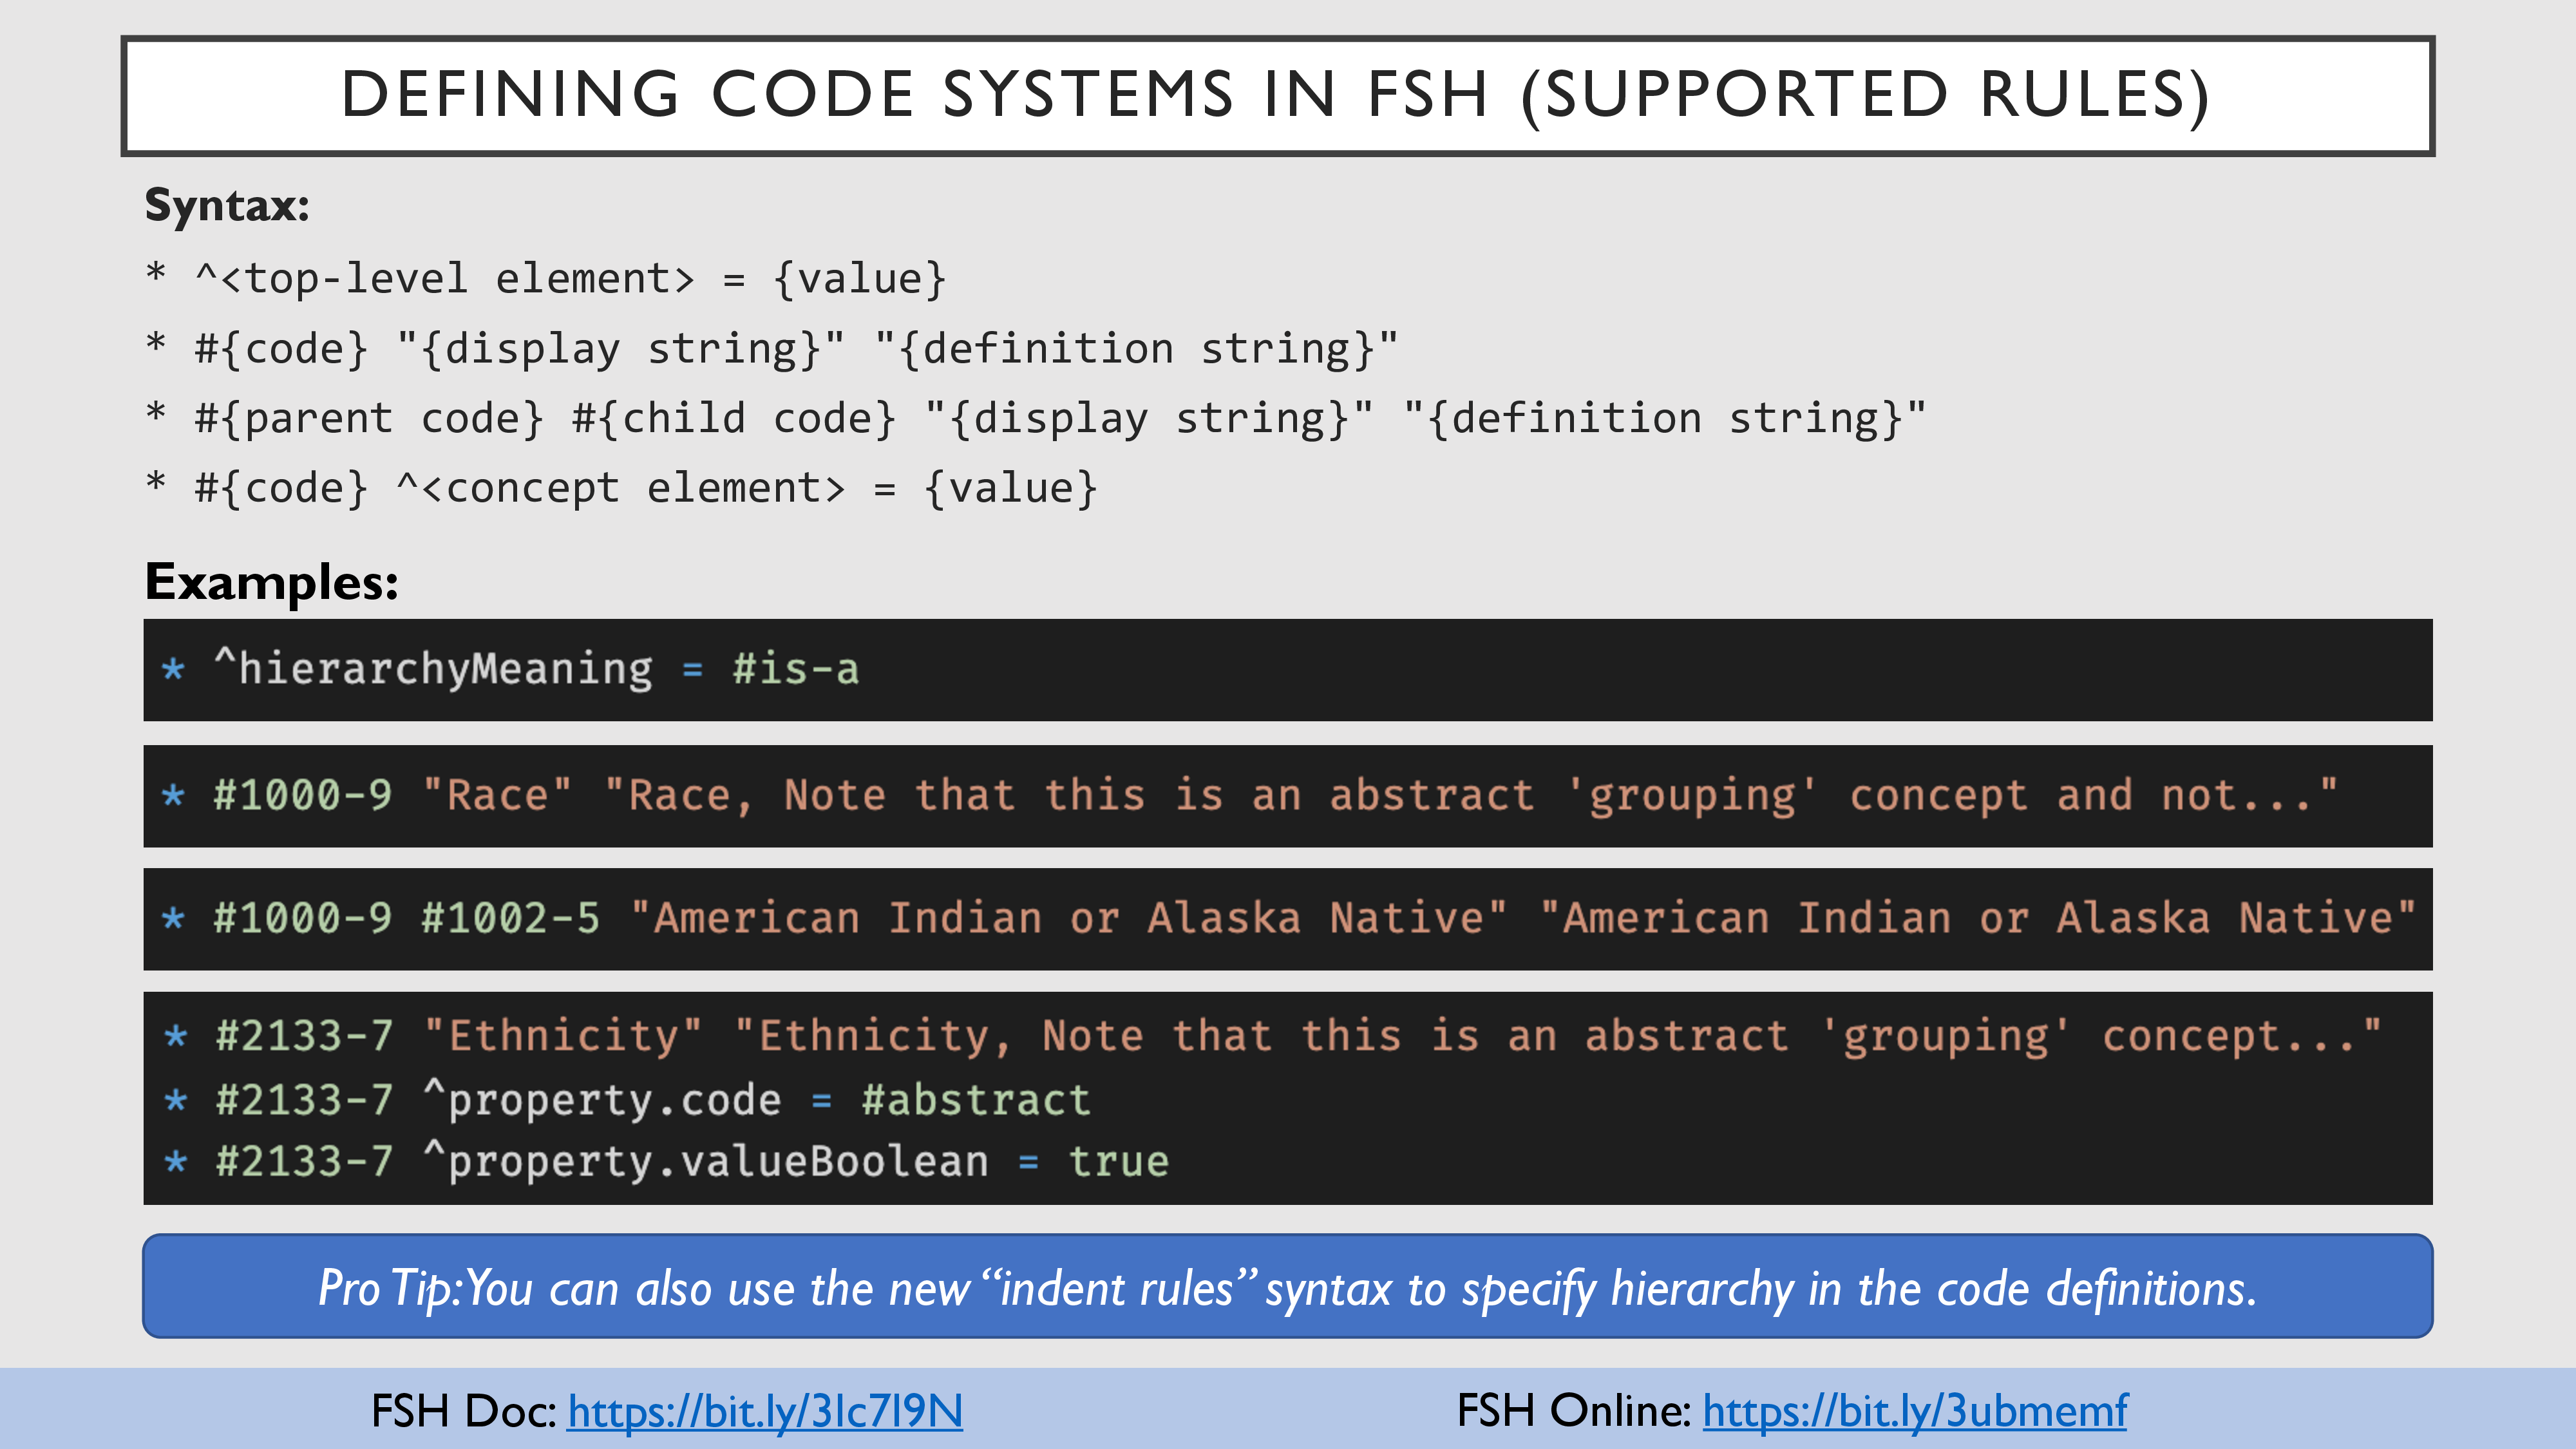 DEFINING CODE SYSTEMS IN FSH (SUPPORTED RULES)
Syntax:
* ^<top-level element> = {value}
* #{code} "{display string}" "{definition string}"
* #{parent code} #{child code} "{display string}" "{definition string}"
* #{code} ^<concept element> = {value}
Examples:
* ^hierarchyMeaning = #is-a
* #1000-9 "Race" "Race, Note that this is an abstract 'grouping' concept and not..."
* #1000-9 #1002-5 "American Indian or Alaska Native" "American Indian or Alaska Native"
* #2133-7 "Ethnicity" "Ethnicity, Note that this is an abstract 'grouping' concept..."
* #2133-7 ^property.code = #abstract
* #2133-7 ^property.valueBoolean = true
Pro Tip: You can also use the new “indent rules” syntax to specify hierarchy in the code definitions.
FSH Doc: https://bit.ly/3lc7l9N
FSH Online: https://bit.ly/3ubmemf